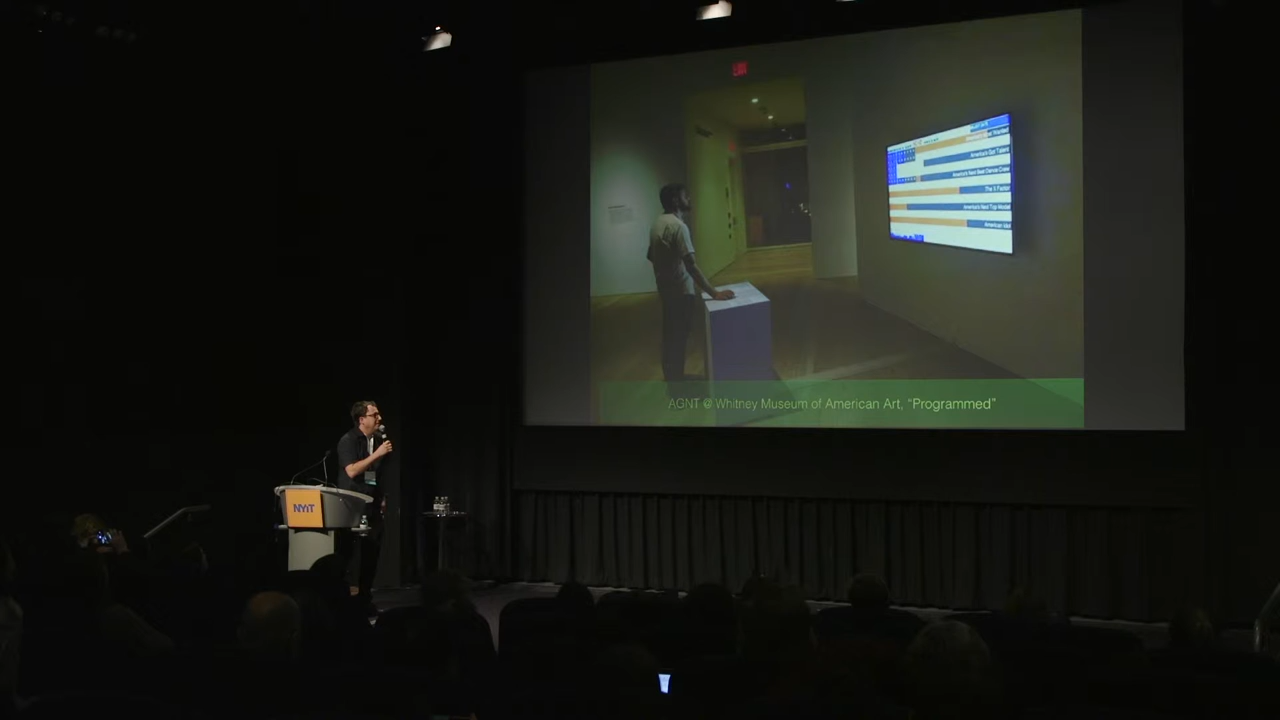 America's Got Talent
America's Next Best Dance Crew
The X Factor
America's Next Top Model
American Idol
AGNT @ Whitney Museum of American Art, “Programmed”
NYIT